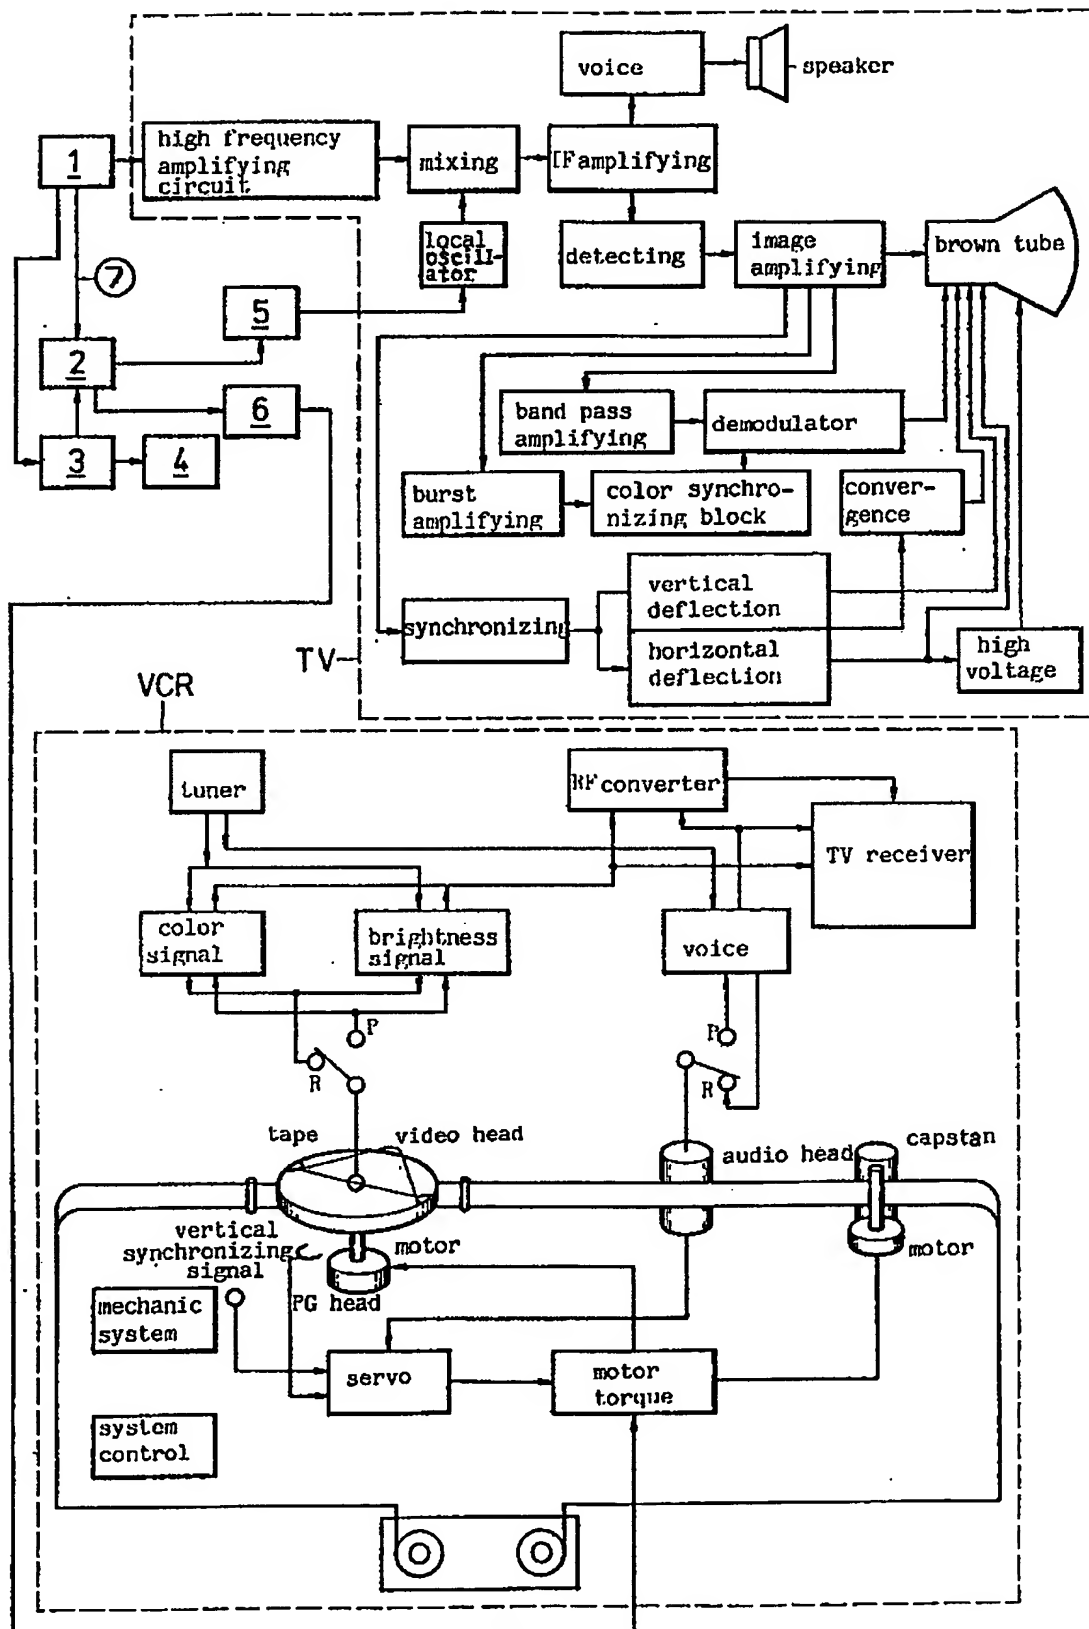 voice
speaker
1
high frequency
amplifying
circuit
mixing
IF amplifying
local
oscill-
ator
detecting
image
amplifying
brown tube
7
5
2
6
3
4
band pass
amplifying
demodulator
burst
amplifying
color synchro-
nizing block
conver-
gence
vertical
deflection
synchronizing
horizontal
deflection
high
voltage
TV
VCR
tuner
RF converter
TV receiver
color
signal
brightness
signal
voice
P
R
P
R
tape
video head
audio head
capstan
vertical
synchronizing
signal
motor
motor
PG head
mechanic
system
servo
motor
torque
system
control